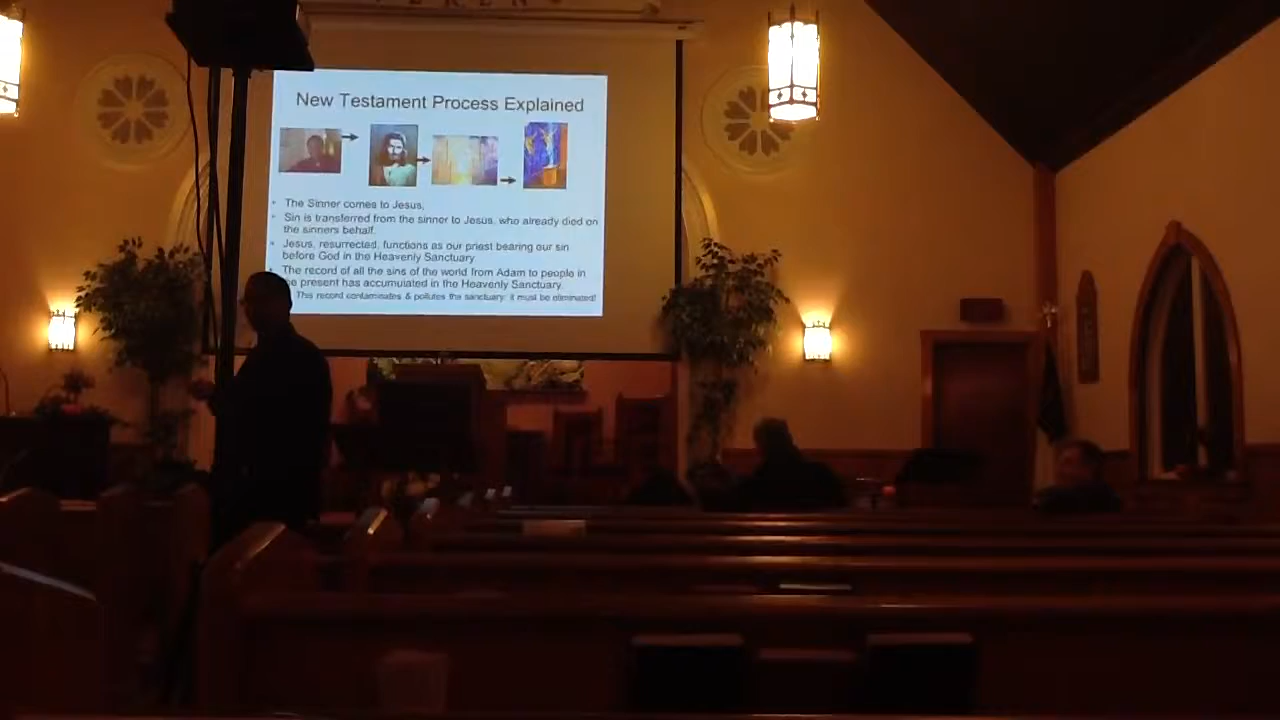 New Testament Process Explained
The Sinner comes to Jesus,
Sin is transferred from the sinner to Jesus, who already died on
the sinners behalf.
Jesus, resurrected, functions as our priest bearing our sin
before God in the Heavenly Sanctuary
The record of all the sins of the world from Adam to people in
present has accumulated in the Heavenly Sanctuary.
This record contaminates & pollutes the sanctuary: it must be eliminated!